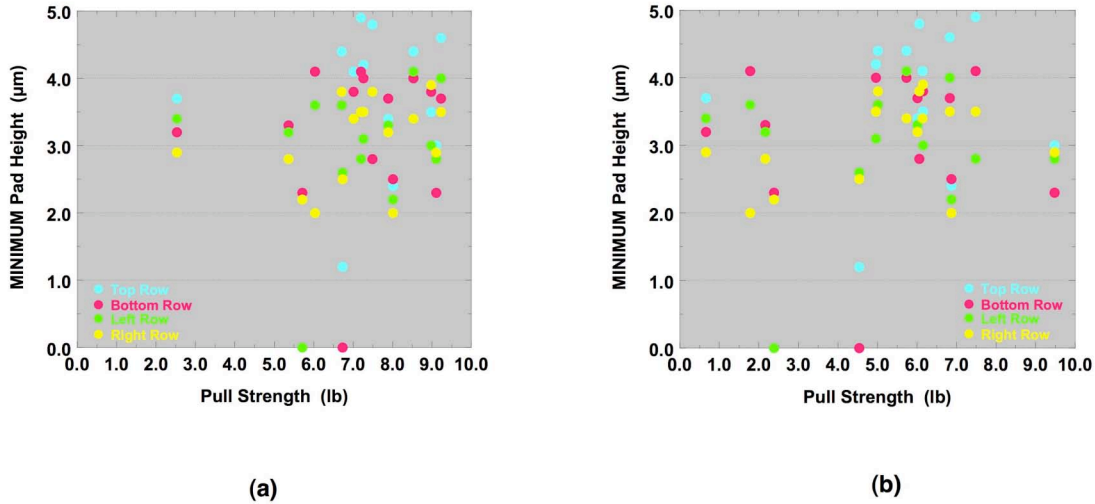 5.0
4.0
3.0
2.0
1.0
0.0
MINIMUM Pad Height (µm)
Top Row
Bottom Row
Left Row
Right Row
0.0 1.0 2.0 3.0 4.0 5.0 6.0 7.0 8.0 9.0 10.0
Pull Strength (lb)
(a)
5.0
4.0
3.0
2.0
1.0
0.0
MINIMUM Pad Height (µm)
Top Row
Bottom Row
Left Row
Right Row
0.0 1.0 2.0 3.0 4.0 5.0 6.0 7.0 8.0 9.0 10.0
Pull Strength (lb)
(b)